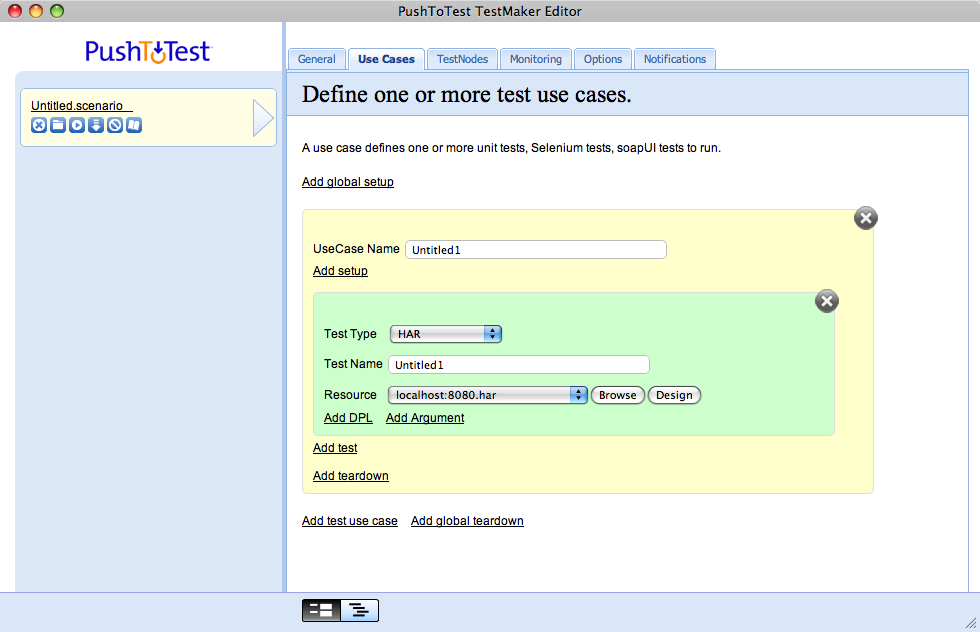 PushToTest TestMaker Editor
PushToTest
Untitled.scenario
General Use Cases TestNodes Monitoring Options Notifications
Define one or more test use cases.
A use case defines one or more unit tests, Selenium tests, soapUI tests to run.
Add global setup
UseCase Name Untitled1
Add setup
Test Type HAR
Test Name Untitled1
Resource localhost:8080.har Browse Design
Add DPL Add Argument
Add test
Add teardown
Add test use case Add global teardown